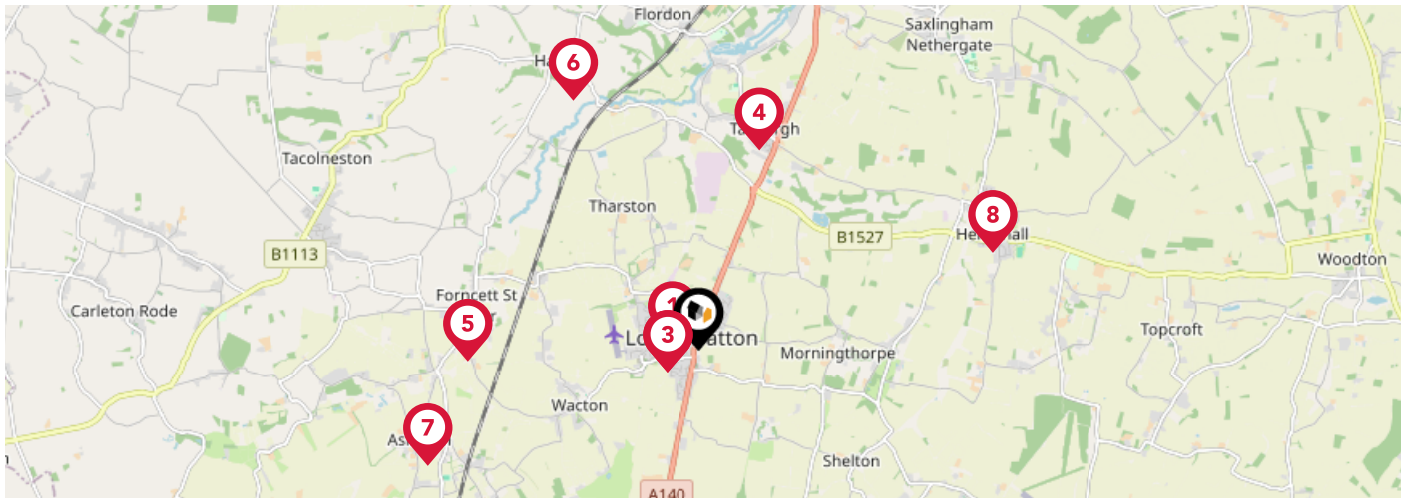 Flordon
Saxlingham
Nethergate
6
4
Tacolneston
Tharston
8
B1527
B1113
Woodton
Forncett St
Carleton Rode
1
5
3
Topcroft
Morningthorpe
Wacton
7
Shelton
A140